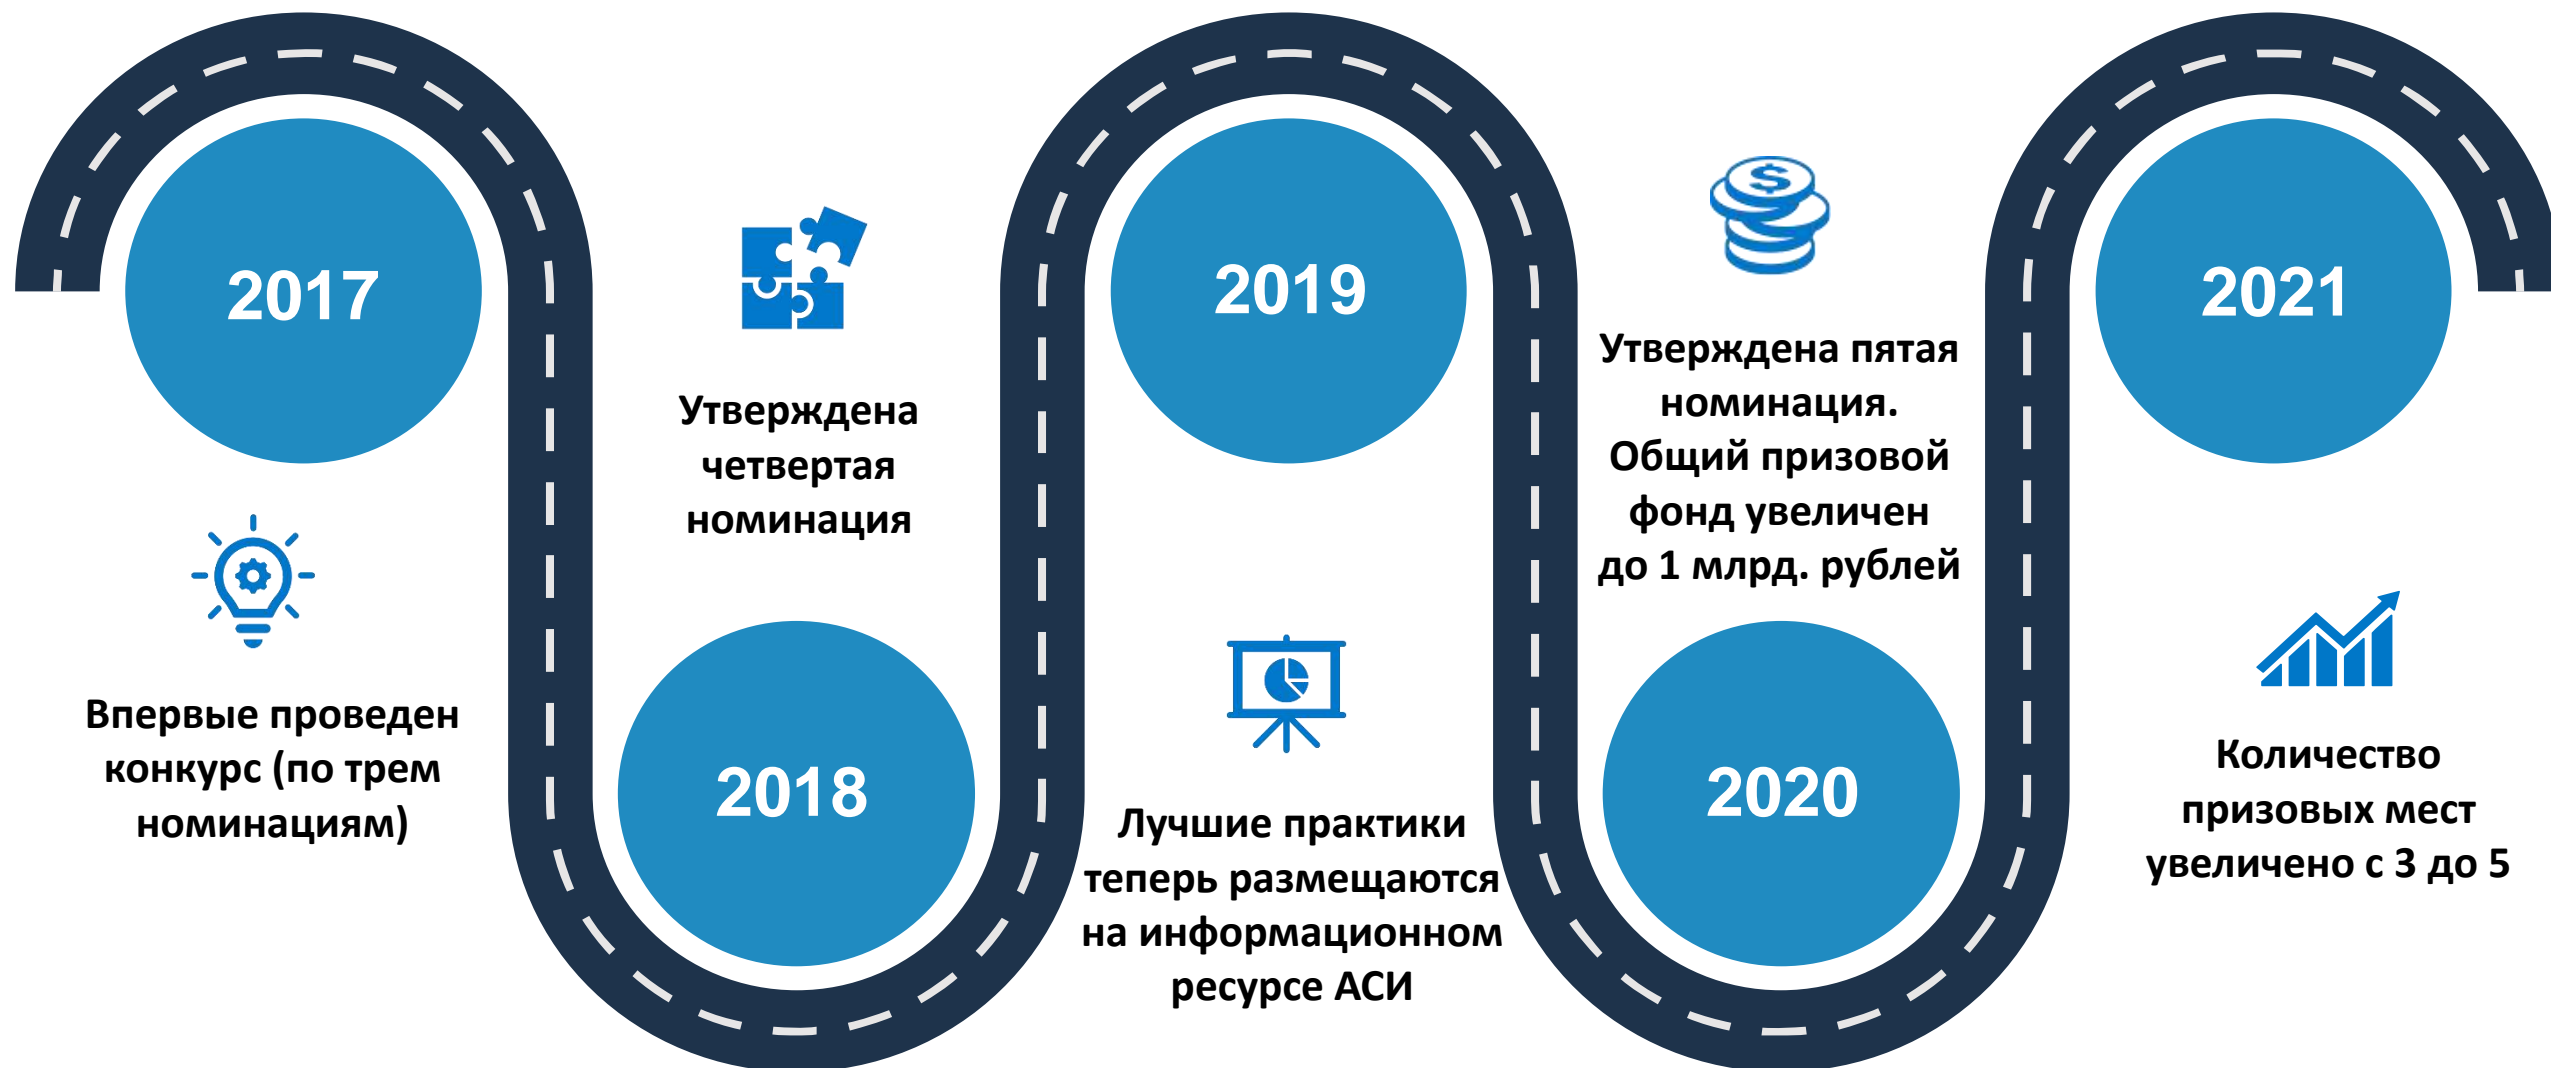 2017
Впервые проведен
конкурс (по трем
номинациям)
Утверждена
четвертая
номинация
2018
2019
Лучшие практики
теперь размещаются
на информационном
ресурсе АСИ
$
Утверждена пятая
номинация.
Общий призовой
фонд увеличен
до 1 млрд. рублей
2020
2021
Количество
призовых мест
увеличено с 3 до 5